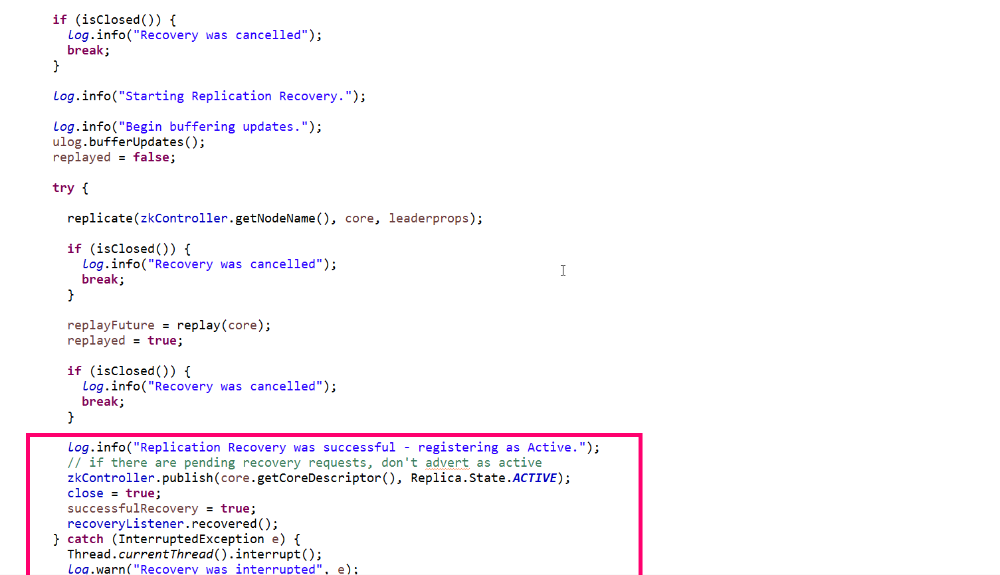 if (isClosed()) {
log.info("Recovery was cancelled");
break;
}
log.info("Starting Replication Recovery.");
log.info("Begin buffering updates.");
ulog.bufferUpdates();
replayed = false;
try {
replicate(zkController.getNodeName(), core, leaderprops);
if (isClosed()) {
log.info("Recovery was cancelled");
break;
}
replayFuture = replay(core);
replayed = true;
if (isClosed()) {
log.info("Recovery was cancelled");
break;
}
log.info("Replication Recovery was successful - registering as Active.");
// if there are pending recovery requests, don't advert as active
zkController.publish(core.getCoreDescriptor(), Replica.State.ACTIVE);
close = true;
successfulRecovery = true;
recoveryListener.recovered();
} catch (InterruptedException e) {
Thread.currentThread().interrupt();
log.warn("Recovery was interrupted", e);